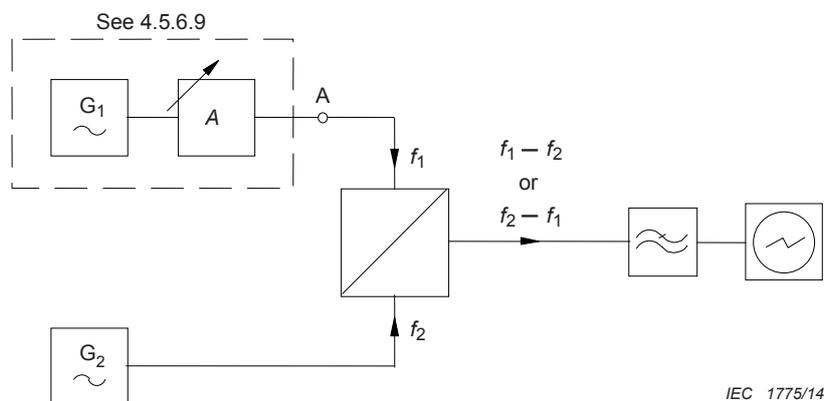 See 4.5.6.9
G1
A
A
f1
f1 – f2
or
f2 – f1
f2
G2
IEC 1775/14